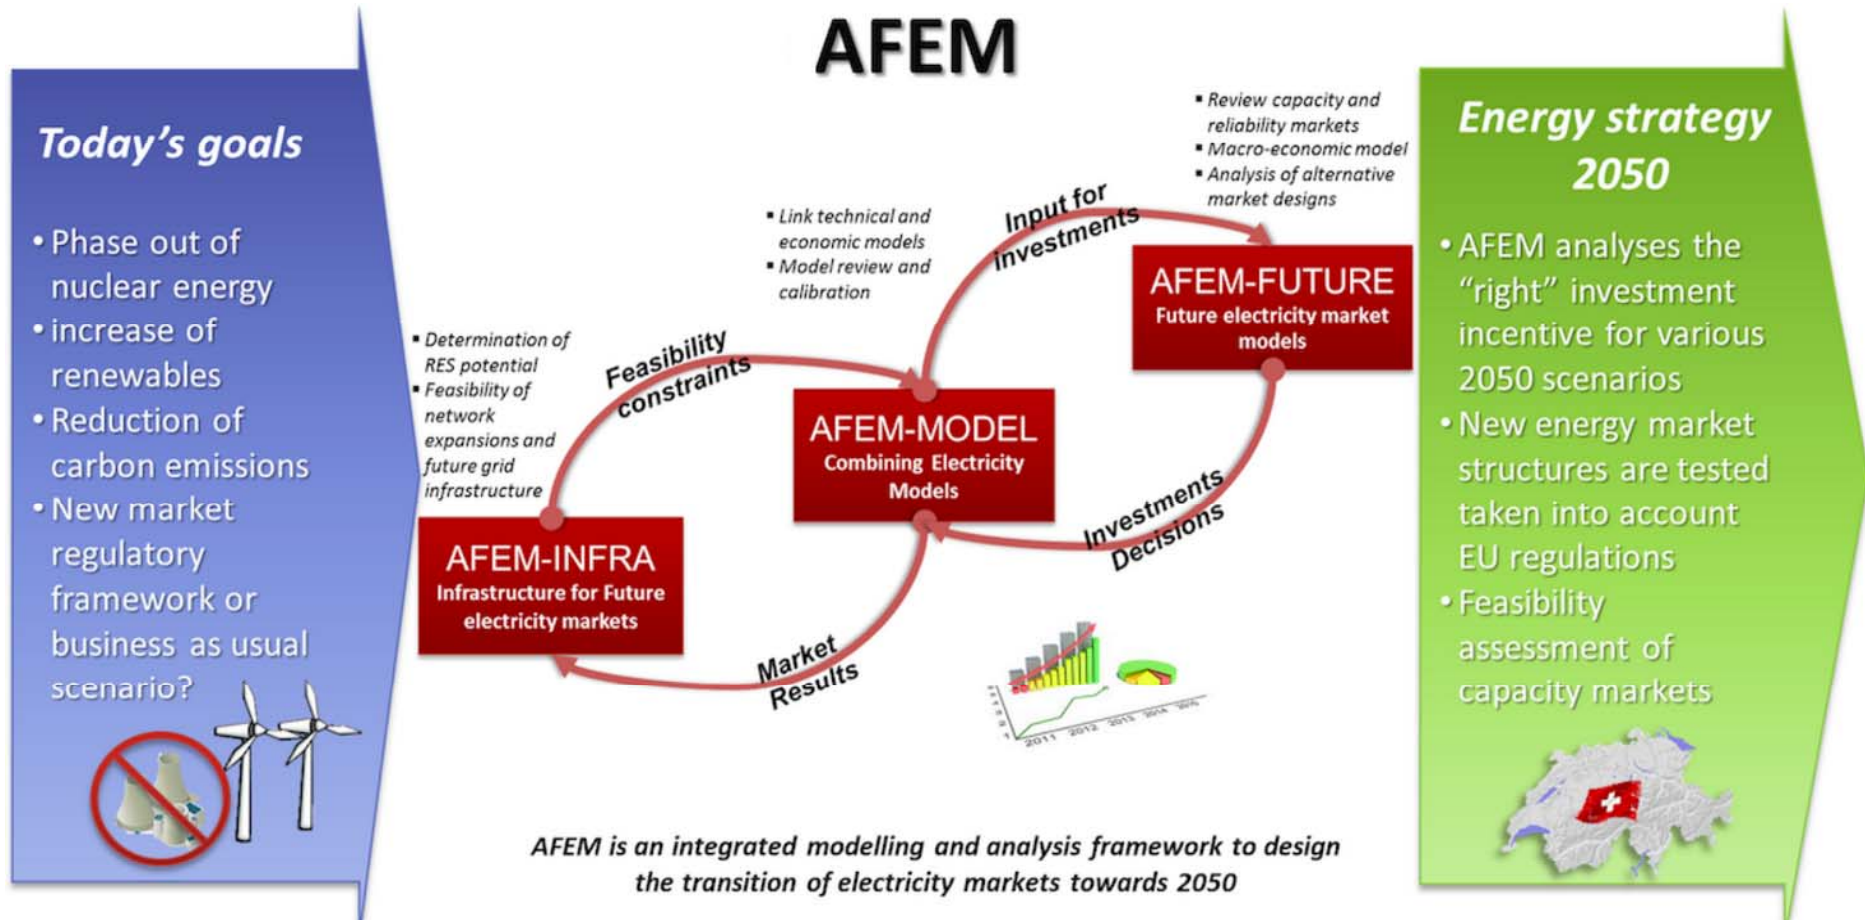 AFEM
Today's goals
• Phase out of
nuclear energy
• increase of
renewables
• Reduction of
carbon emissions
• New market
regulatory
framework or
business as usual
scenario?
▪ Determination of
RES potential
▪ Feasibility of
network
expansions and
future grid
infrastructure
AFEM-INFRA
Infrastructure for Future
electricity markets
Feasibility
constraints
▪ Link technical and
economic models
▪ Model review and
calibration
AFEM-MODEL
Combining Electricity
Models
Market
Results
Input for
investments
▪ Review capacity and
reliability markets
▪ Macro-economic model
▪ Analysis of alternative
market designs
AFEM-FUTURE
Future electricity market
models
Investments
Decisions
2011 2012 2013 2014 2015
AFEM is an integrated modelling and analysis framework to design
the transition of electricity markets towards 2050
Energy strategy
2050
• AFEM analyses the
“right” investment
incentive for various
2050 scenarios
• New energy market
structures are tested
taken into account
EU regulations
• Feasibility
assessment of
capacity markets